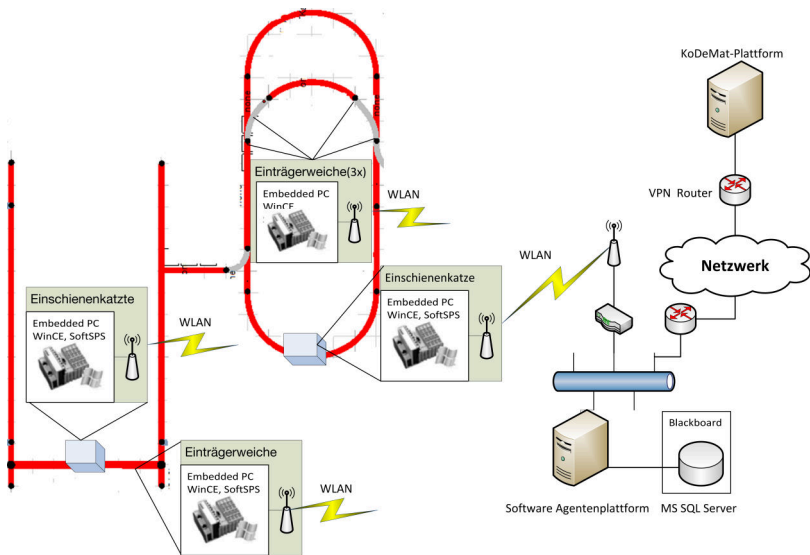 KoDeMat-Plattform
VPN Router
Netzwerk
WLAN
Einträgerweiche(3x)
Embedded PC
WinCE
WLAN
Einschienenkatze
Embedded PC
WinCE, SoftSPS
Einschienenkatzte
Embedded PC
WinCE, SoftSPS
WLAN
Einträgerweiche
Embedded PC
WinCE, SoftSPS
WLAN
Blackboard
Software Agentenplattform
MS SQL Server